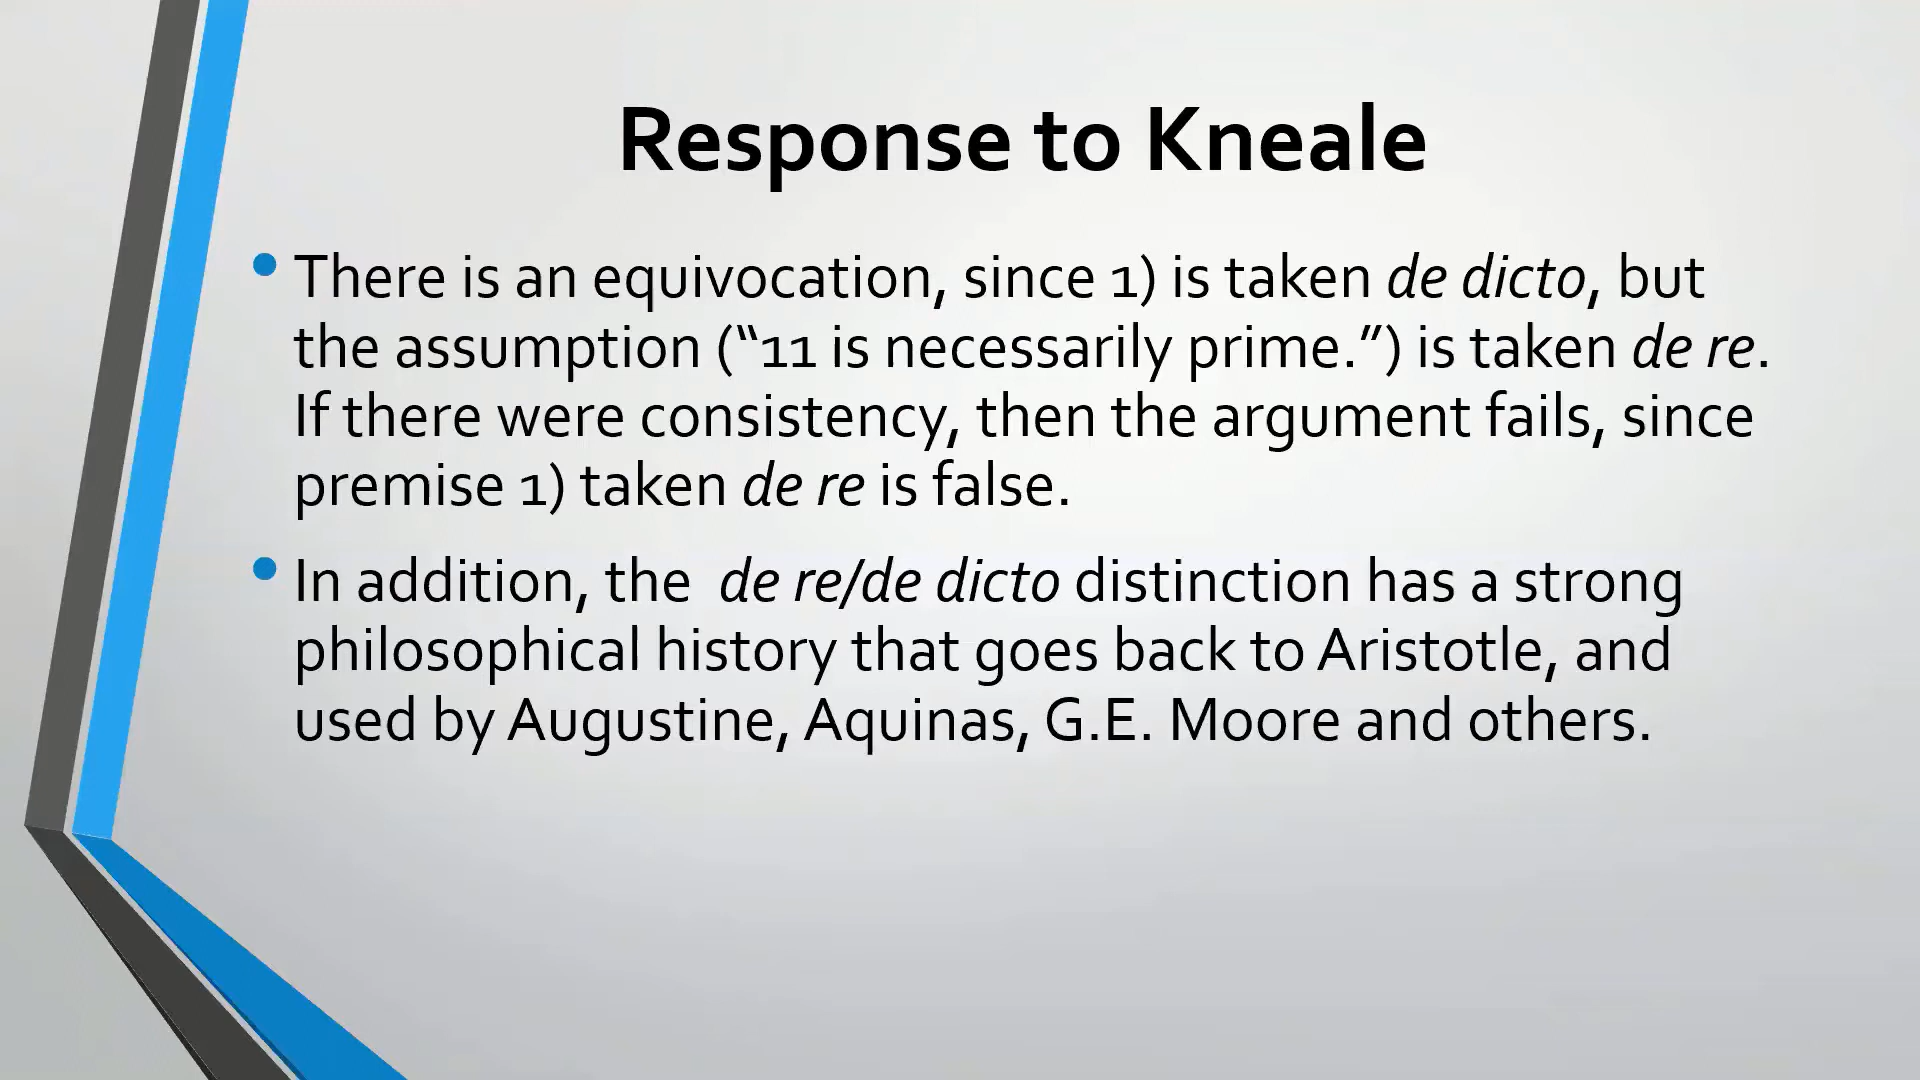 Response to Kneale
• There is an equivocation, since 1) is taken de dicto, but
the assumption (“11 is necessarily prime.”) is taken de re.
If there were consistency, then the argument fails, since
premise 1) taken de re is false.
• In addition, the  de re/de dicto distinction has a strong
philosophical history that goes back to Aristotle, and
used by Augustine, Aquinas, G.E. Moore and others.